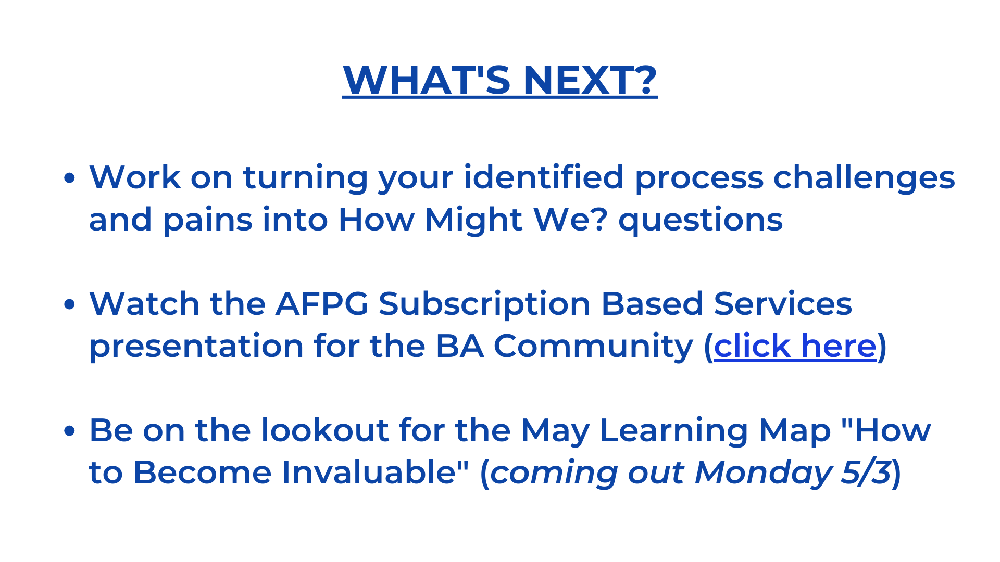 WHAT'S NEXT?
• Work on turning your identified process challenges
and pains into How Might We? questions
• Watch the AFPG Subscription Based Services
presentation for the BA Community (click here)
• Be on the lookout for the May Learning Map "How
to Become Invaluable" (coming out Monday 5/3)